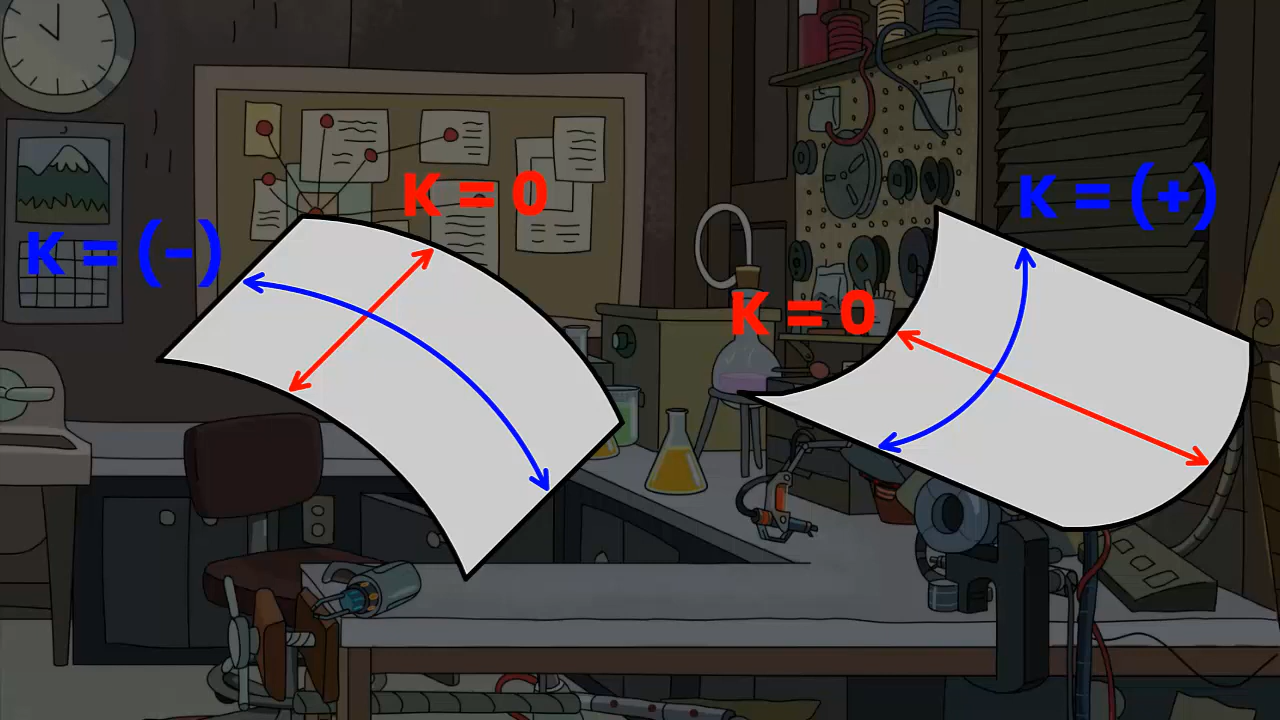 K = 0
K = (-)
K = (+)
K = 0